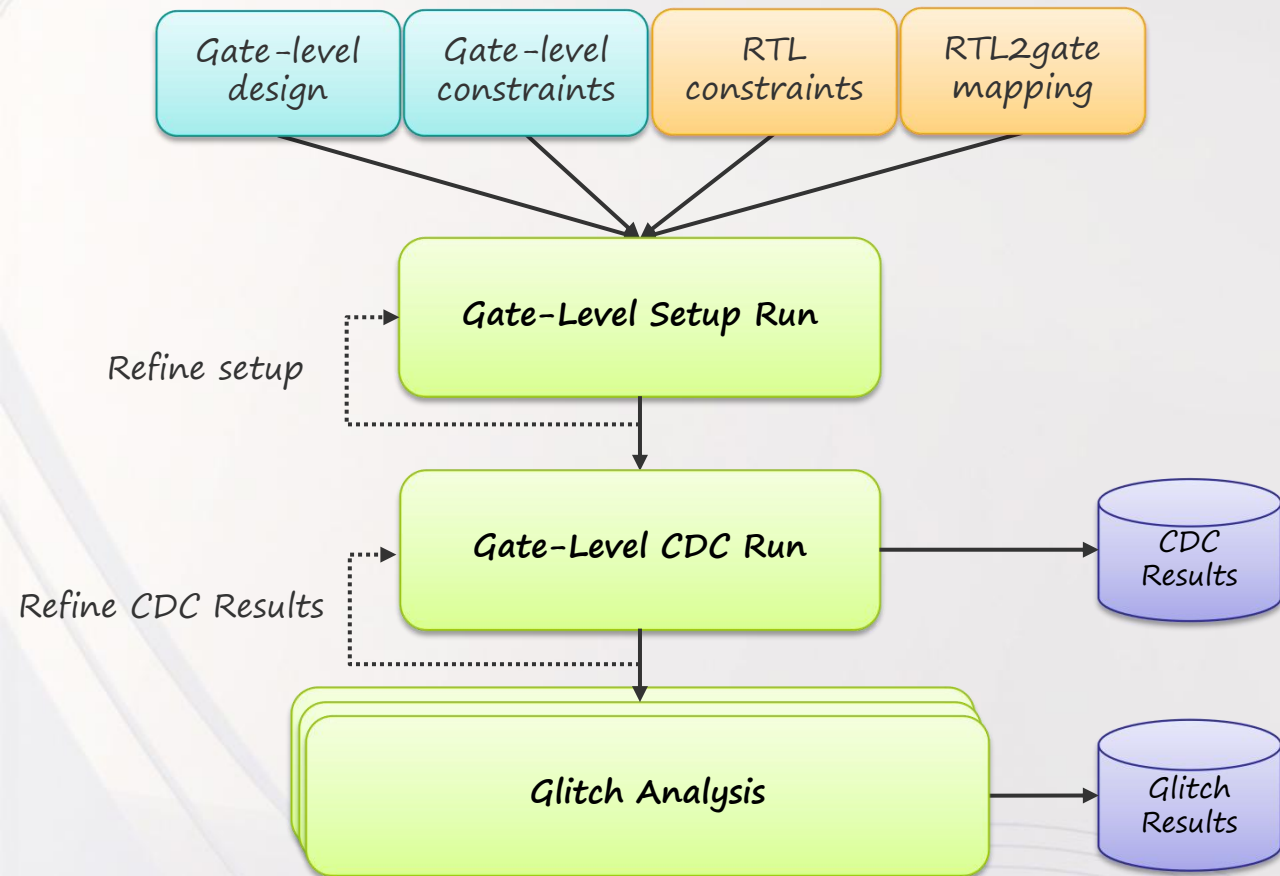 Gate-level
design
Gate-level
constraints
RTL
constraints
RTL2gate
mapping
Gate-Level Setup Run
Refine setup
Gate-Level CDC Run
CDC
Results
Refine CDC Results
Glitch Analysis
Glitch
Results